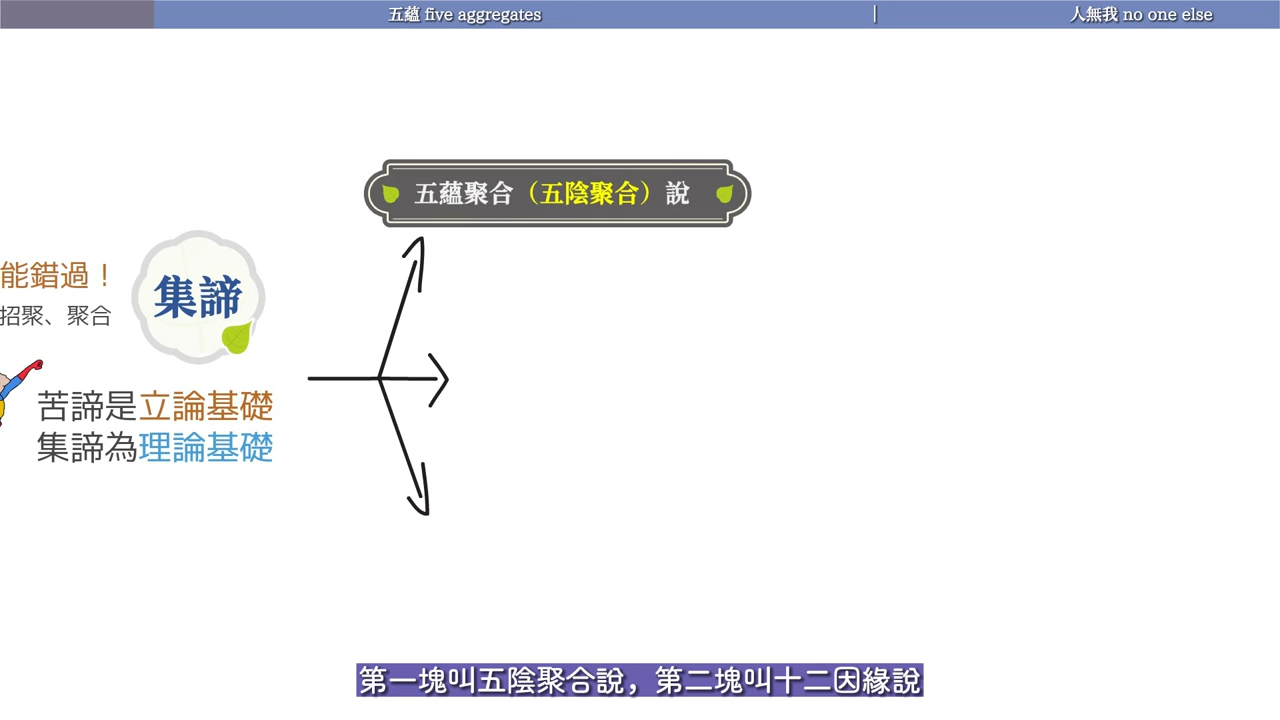 五蘊 five aggregates
|
人無我 no one else
五蘊聚合（五陰聚合）說
能錯過！
招聚、聚合
集諦
苦諦是立論基礎
集諦為理論基礎
第一塊叫五陰聚合說，第二塊叫十二因緣說